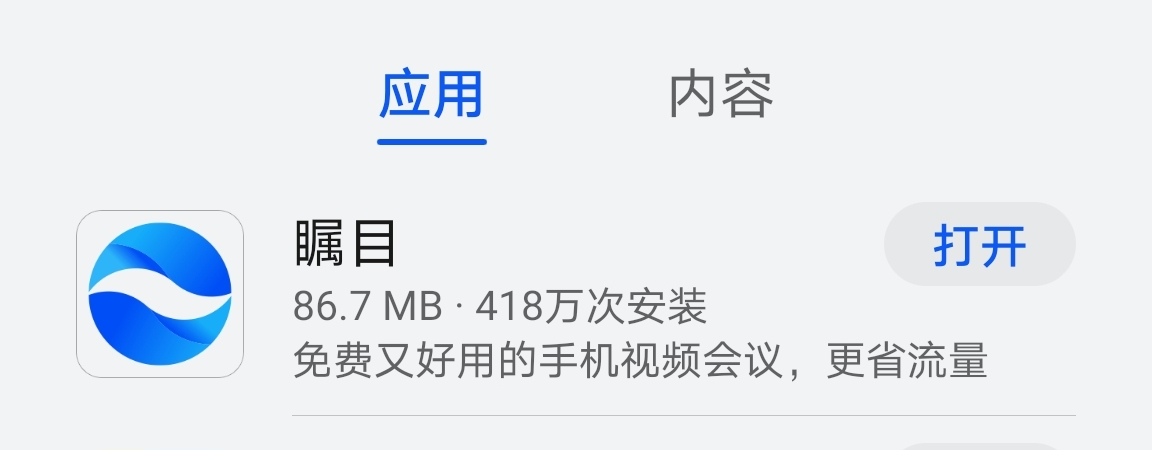 应用 内容
瞩目
打开
86.7 MB · 418万次安装
免费又好用的手机视频会议，更省流量